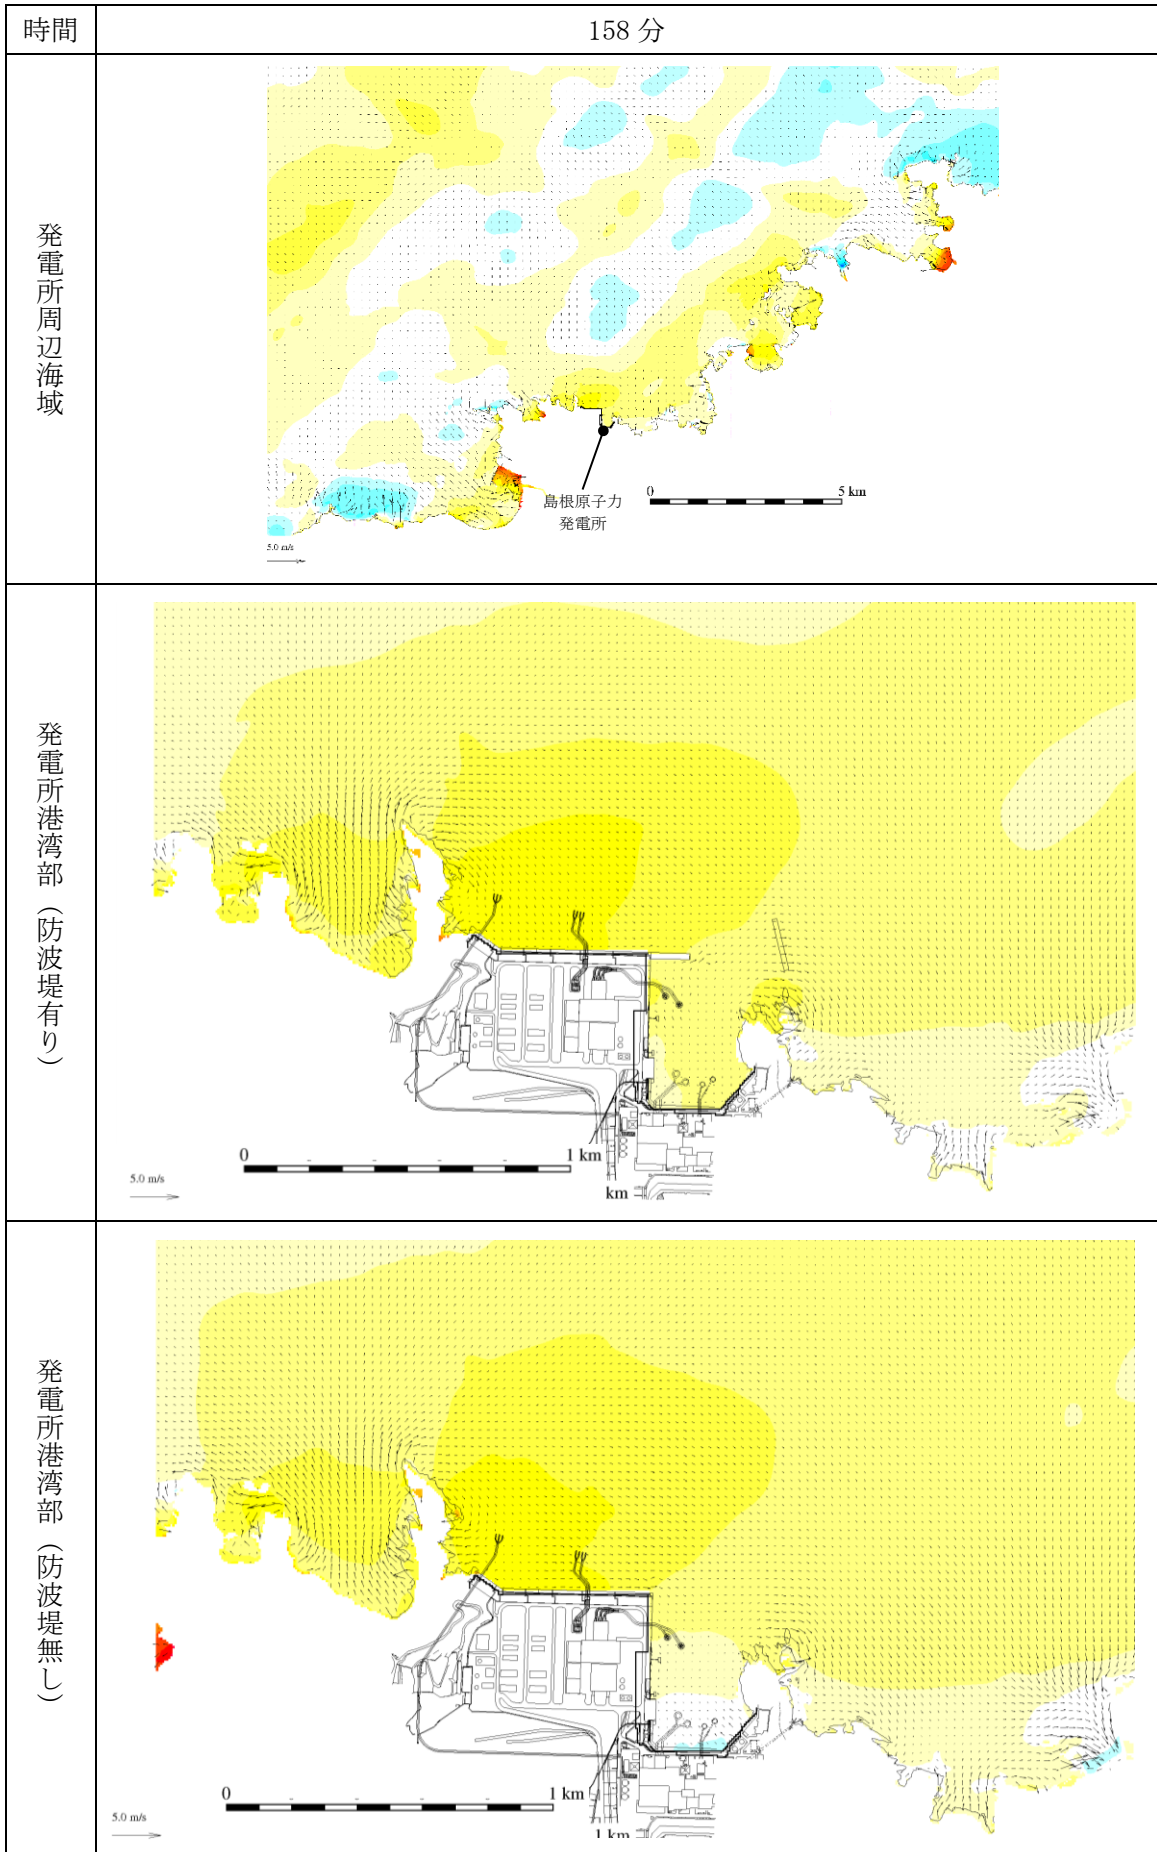 時間
158 分
発電所周辺海域
島根原子力
発電所
0
5 km
5.0 m/s
発電所港湾部（防波堤有り）
0
1 km
km
5.0 m/s
発電所港湾部（防波堤無し）
0
1 km
1 km
5.0 m/s